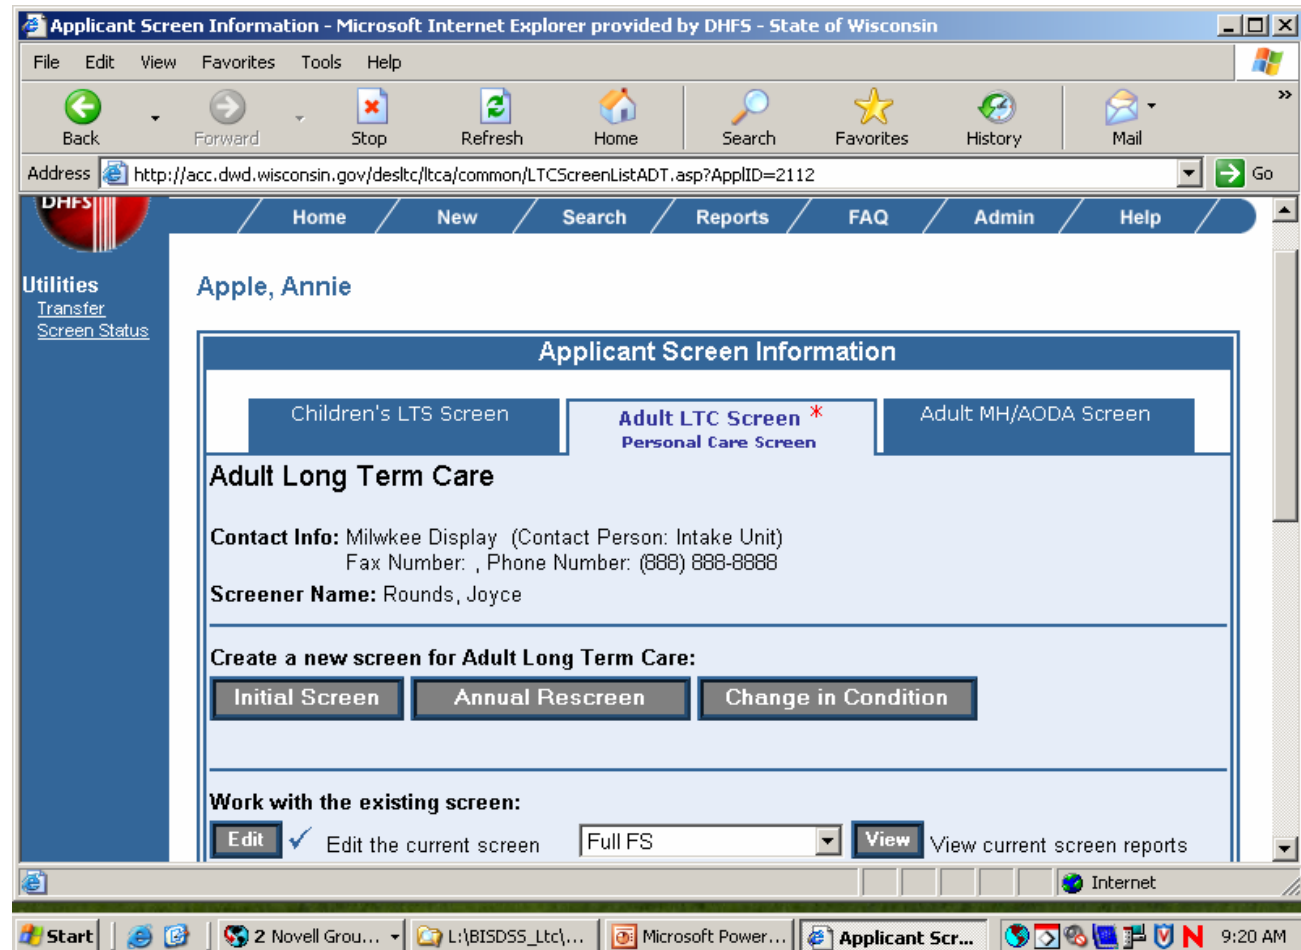 Applicant Screen Information - Microsoft Internet Explorer provided by DHFS - State of Wisconsin
File Edit View Favorites Tools Help
Back Forward Stop Refresh Home Search Favorites History Mail »
Address http://acc.dwd.wisconsin.gov/desltc/ltca/common/LTCScreenListADT.asp?ApplID=2112 Go
DHFS Home New Search Reports FAQ Admin Help
Utilities
Transfer
Screen Status
Apple, Annie
Applicant Screen Information
Children's LTS Screen Adult LTC Screen * Adult MH/AODA Screen
Personal Care Screen
Adult Long Term Care
Contact Info: Milwkee Display (Contact Person: Intake Unit)
Fax Number: , Phone Number: (888) 888-8888
Screener Name: Rounds, Joyce
Create a new screen for Adult Long Term Care:
Initial Screen Annual Rescreen Change in Condition
Work with the existing screen:
Edit Edit the current screen Full FS View View current screen reports
Internet
Start 2 Novell Grou... L:\BISDSS_Ltc\... Microsoft Power... Applicant Scr... N 9:20 AM